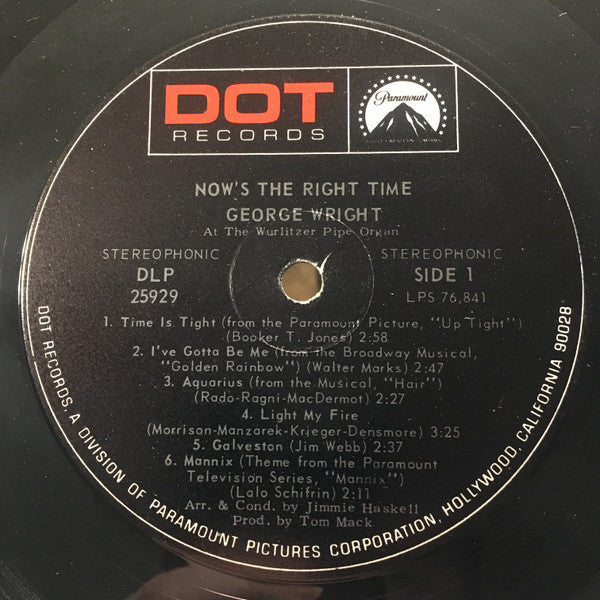 DOT
RECORDS
Paramount
NOW'S THE RIGHT TIME
GEORGE WRIGHT
At The Wurlitzer Pipe Organ
STEREOPHONIC
DLP
25929
STEREOPHONIC
SIDE 1
LPS 76,841
1. Time Is Tight (from the Paramount Picture, "Up Tight")
(Booker T. Jones) 2:58
2. I've Gotta Be Me (from the Broadway Musical,
"Golden Rainbow") (Walter Marks) 2:47
3. Aquarius (from the Musical, "Hair")
(Rado-Ragni-MacDermot) 2:27
4. Light My Fire
(Morrison-Manzarek-Krieger-Densmore) 3:25
5. Galveston (Jim Webb) 2:37
6. Mannix (Theme from the Paramount
Television Series, "Mannix")
(Lalo Schifrin) 2:11
Arr. & Cond. by Jimmie Haskell
Prod. by Tom Mack
DOT RECORDS, A DIVISION OF PARAMOUNT PICTURES CORPORATION, HOLLYWOOD, CALIFORNIA 90028